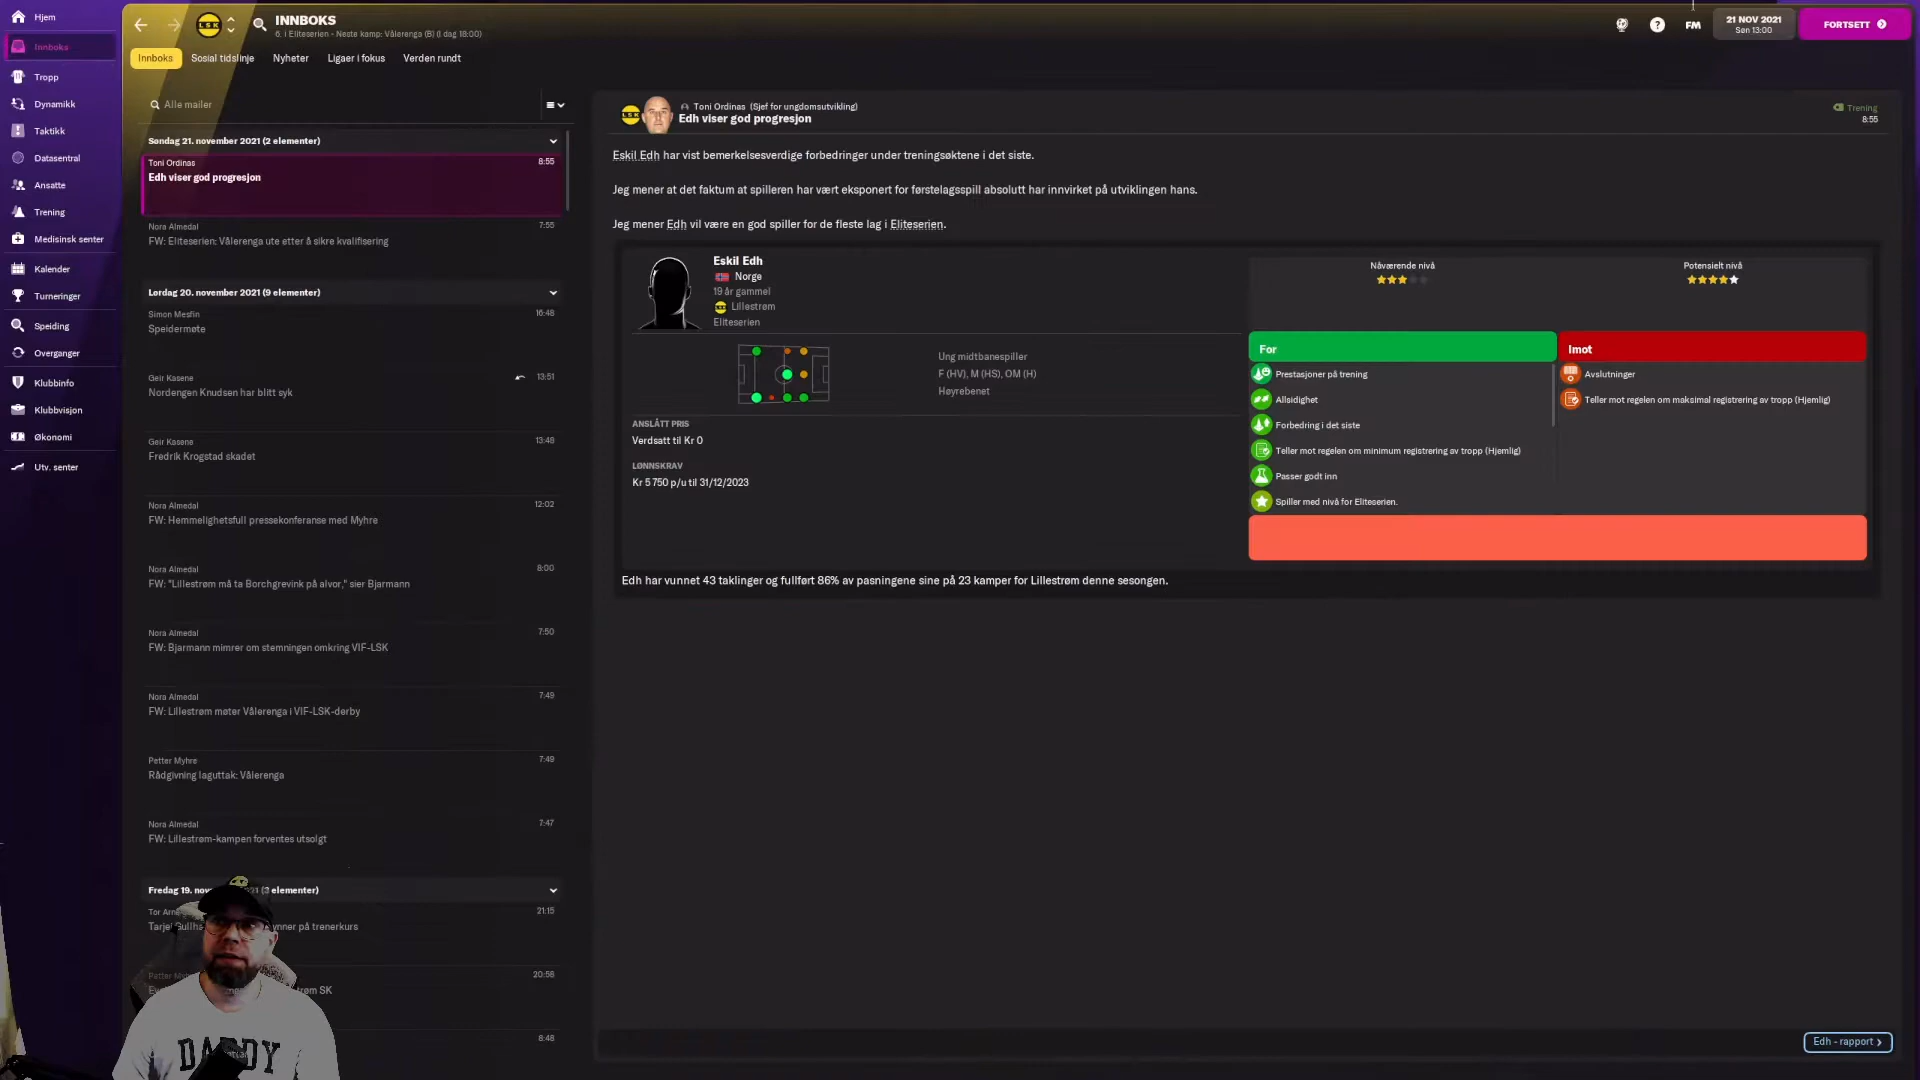 Hjem
Innboks
Tropp
Dynamikk
Taktikk
Datasentral
Ansatte
Trening
Medisinsk senter
Kalender
Turneringer
Speiding
Overganger
Klubbinfo
Klubbvisjon
Økonomi
Utv. senter
LSK
INNBOKS
6. i Eliteserien - Neste kamp: Vålerenga (B) (I dag 18:00)
FM
21 NOV 2021
Søn 13:00
FORTSETT
Innboks
Sosial tidslinje
Nyheter
Ligaer i fokus
Verden rundt
Alle mailer
Søndag 21. november 2021 (2 elementer)
Toni Ordinas 8:55
Edh viser god progresjon
Nora Almedal 7:55
FW: Eliteserien: Vålerenga ute etter å sikre kvalifisering
Lørdag 20. november 2021 (9 elementer)
Simon Mesfin 16:48
Speidermøte
Geir Kasene 13:51
Nordengen Knudsen har blitt syk
Geir Kasene 13:48
Fredrik Krogstad skadet
Nora Almedal 12:02
FW: Hemmelighetsfull pressekonferanse med Myhre
Nora Almedal 8:00
FW: "Lillestrøm må ta Borchgrevink på alvor," sier Bjarmann
Nora Almedal 7:50
FW: Bjarmann mimrer om stemningen omkring VIF-LSK
Nora Almedal 7:49
FW: Lillestrøm møter Vålerenga i VIF-LSK-derby
Petter Myhre 7:49
Rådgivning laguttak: Vålerenga
Nora Almedal 7:47
FW: Lillestrøm-kampen forventes utsolgt
Fredag 19. (3 elementer)
Tor 21:15
Tarjei på trenerkurs
Petter 20:56
SK
8:48
DADDY
LSK
Toni Ordinas (Sjef for ungdomsutvikling)
Edh viser god progresjon
Trening
8:55
Eskil Edh har vist bemerkelsesverdige forbedringer under treningsøktene i det siste.
Jeg mener at det faktum at spilleren har vært eksponert for førstelagsspill absolutt har innvirket på utviklingen hans.
Jeg mener Edh vil være en god spiller for de fleste lag i Eliteserien.
Eskil Edh
Norge
19 år gammel
Lillestrøm
Eliteserien
Ung midtbanespiller
F (HV), M (HS), OM (H)
Høyrebenet
ANSLÅTT PRIS
Verdsatt til Kr 0
LØNNSKRAV
Kr 5 750 p/u til 31/12/2023
Nåværende nivå
Potensielt nivå
For
Prestasjoner på trening
Allsidighet
Forbedring i det siste
Teller mot regelen om minimum registrering av tropp (Hjemlig)
Passer godt inn
Spiller med nivå for Eliteserien.
Imot
Avslutninger
Teller mot regelen om maksimal registrering av tropp (Hjemlig)
Edh har vunnet 43 taklinger og fullført 86% av pasningene sine på 23 kamper for Lillestrøm denne sesongen.
Edh - rapport